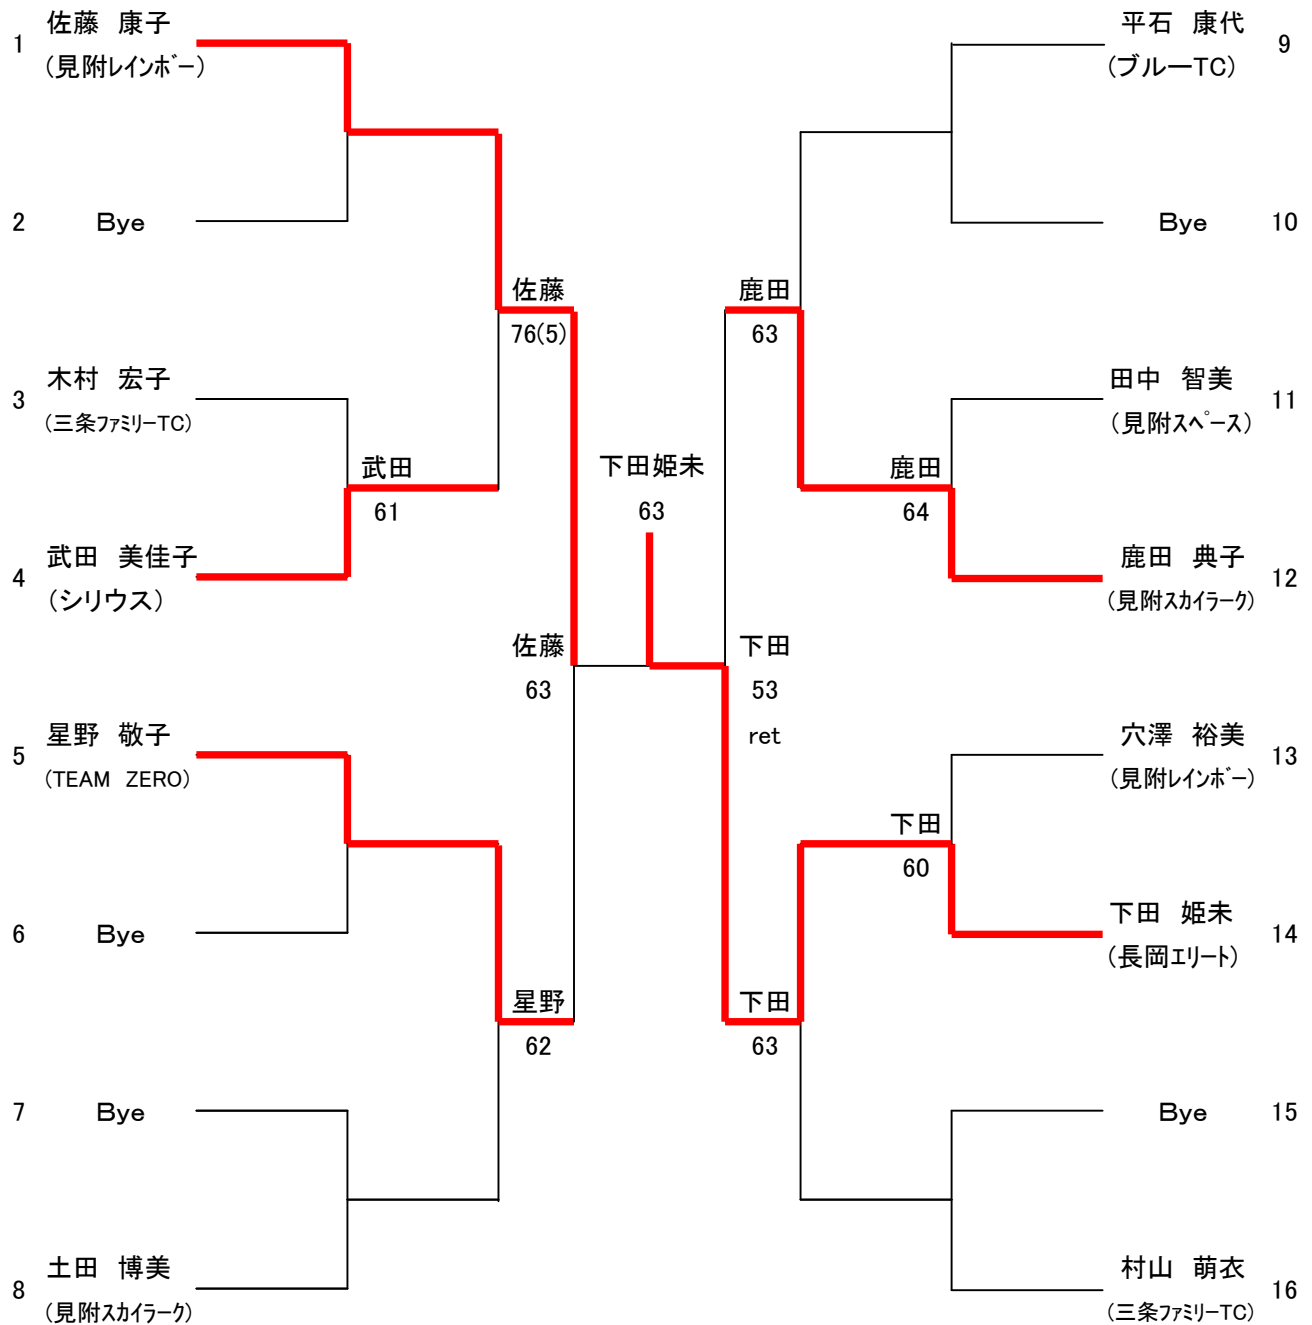 1 佐藤　康子
(見附レインボー)
2 Bye
3 木村　宏子
(三条ファミリーTC)
4 武田　美佳子
(シリウス)
5 星野　敬子
(TEAM　ZERO)
6 Bye
7 Bye
8 土田　博美
(見附スカイラーク)
武田
61
佐藤
76(5)
佐藤
63
星野
62
下田姫未
63
鹿田
63
下田
53
ret
下田
63
鹿田
64
下田
60
平石　康代 9
(ブルーTC)
Bye 10
田中　智美 11
(見附スペース)
鹿田　典子 12
(見附スカイラーク)
穴澤　裕美 13
(見附レインボー)
下田　姫未 14
(長岡エリート)
Bye 15
村山　萌衣 16
(三条ファミリーTC)